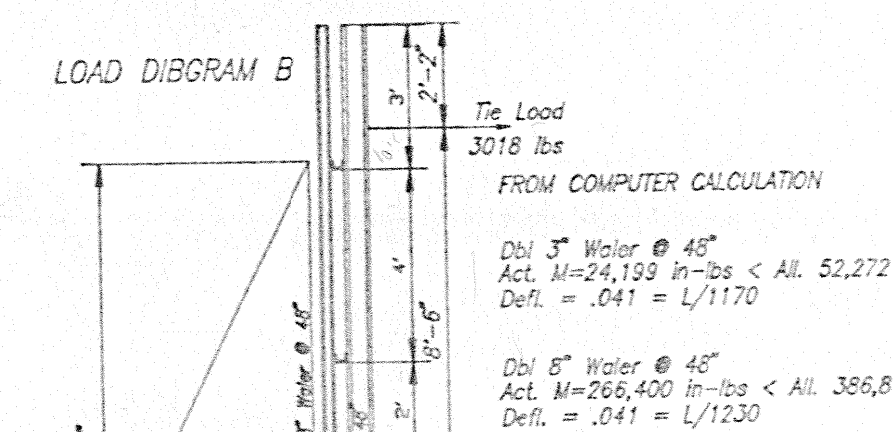 LOAD DIBGRAM B
3'
2'-2"
Tie Load
3018 lbs
FROM COMPUTER CALCULATION
4'
8'-6"
Dbl 3" Waler @ 48"
Act. M=24,199 in-lbs < All. 52,272
Defl. = .041 = L/1170
Waler @ 48"
Dbl 8" Waler @ 48"
Act. M=266,400 in-lbs < All. 386,8
Defl. = .041 = L/1230
2'
48"